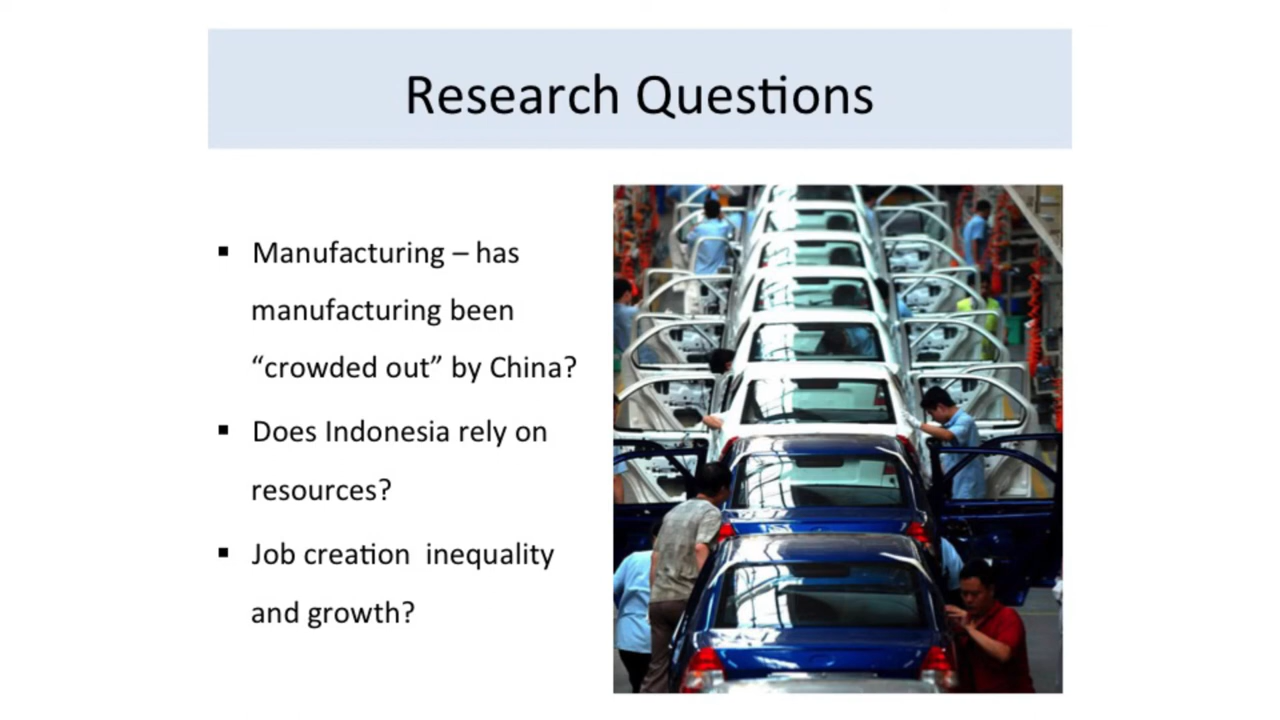 Research Questions
▪ Manufacturing – has
manufacturing been
“crowded out” by China?
▪ Does Indonesia rely on
resources?
▪ Job creation  inequality
and growth?